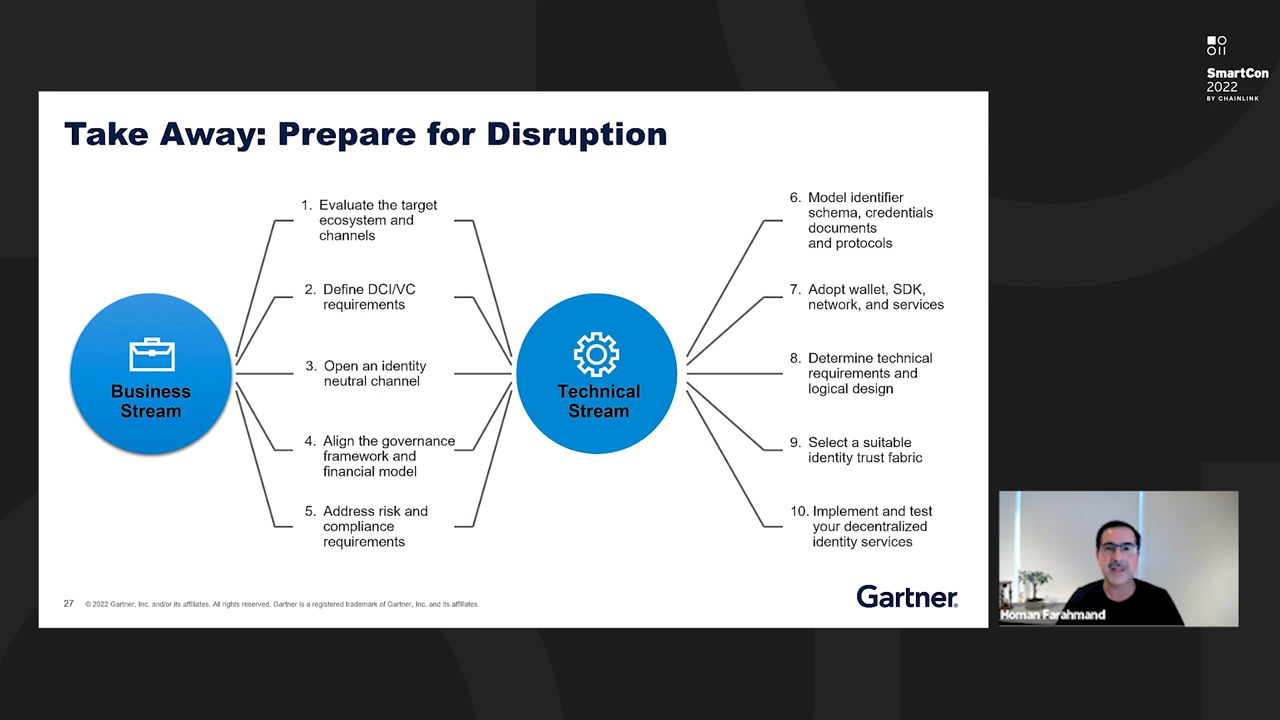 SmartCon
2022
BY CHAINLINK
Take Away: Prepare for Disruption
Business
Stream
1. Evaluate the target
ecosystem and
channels
2. Define DCI/VC
requirements
3. Open an identity
neutral channel
4. Align the governance
framework and
financial model
5. Address risk and
compliance
requirements
Technical
Stream
6. Model identifier
schema, credentials
documents
and protocols
7. Adopt wallet, SDK,
network, and services
8. Determine technical
requirements and
logical design
9. Select a suitable
identity trust fabric
10. Implement and test
your decentralized
identity services
27 © 2022 Gartner, Inc. and/or its affiliates. All rights reserved. Gartner is a registered trademark of Gartner, Inc. and its affiliates.
Gartner®
Homan Farahmand